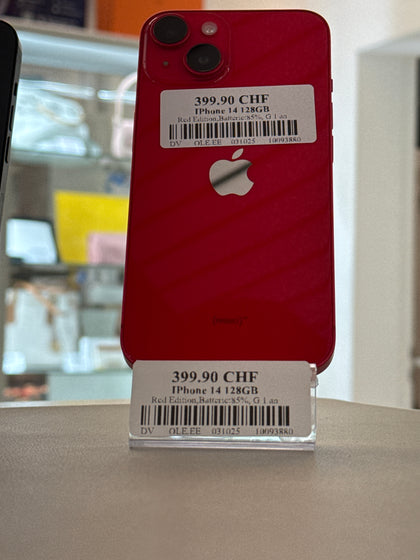 399.90 CHF
IPhone 14 128GB
Red Edition,Batterie:85%, G 1 an
DV OLE.EE 031025 10093880
399.90 CHF
IPhone 14 128GB
Red Edition,Batterie:85%, G 1 an
DV OLE.EE 031025 10093880